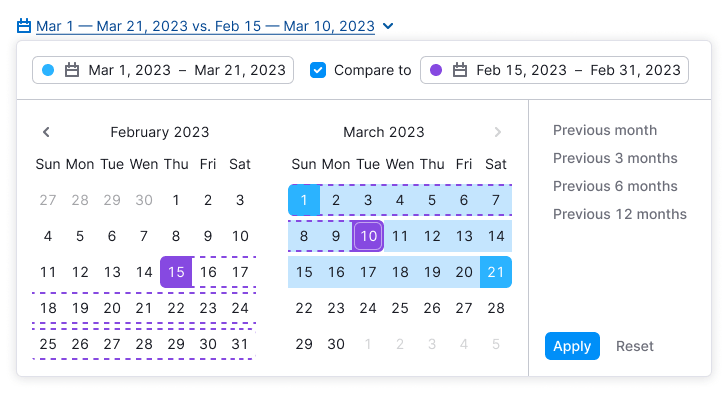 Mar 1 — Mar 21, 2023 vs. Feb 15 — Mar 10, 2023
Mar 1, 2023 – Mar 21, 2023 Compare to Feb 15, 2023 – Feb 31, 2023
February 2023
Sun Mon Tue Wen Thu Fri Sat
27 28 29 30 1 2 3
4 5 6 7 8 9 10
11 12 13 14 15 16 17
18 19 20 21 22 23 24
25 26 27 28 29 30 31
March 2023
Sun Mon Tue Wen Thu Fri Sat
1 2 3 4 5 6 7
8 9 10 11 12 13 14
15 16 17 18 19 20 21
22 23 24 25 26 27 28
29 30 1 2 3 4 5
Previous month
Previous 3 months
Previous 6 months
Previous 12 months
Apply Reset